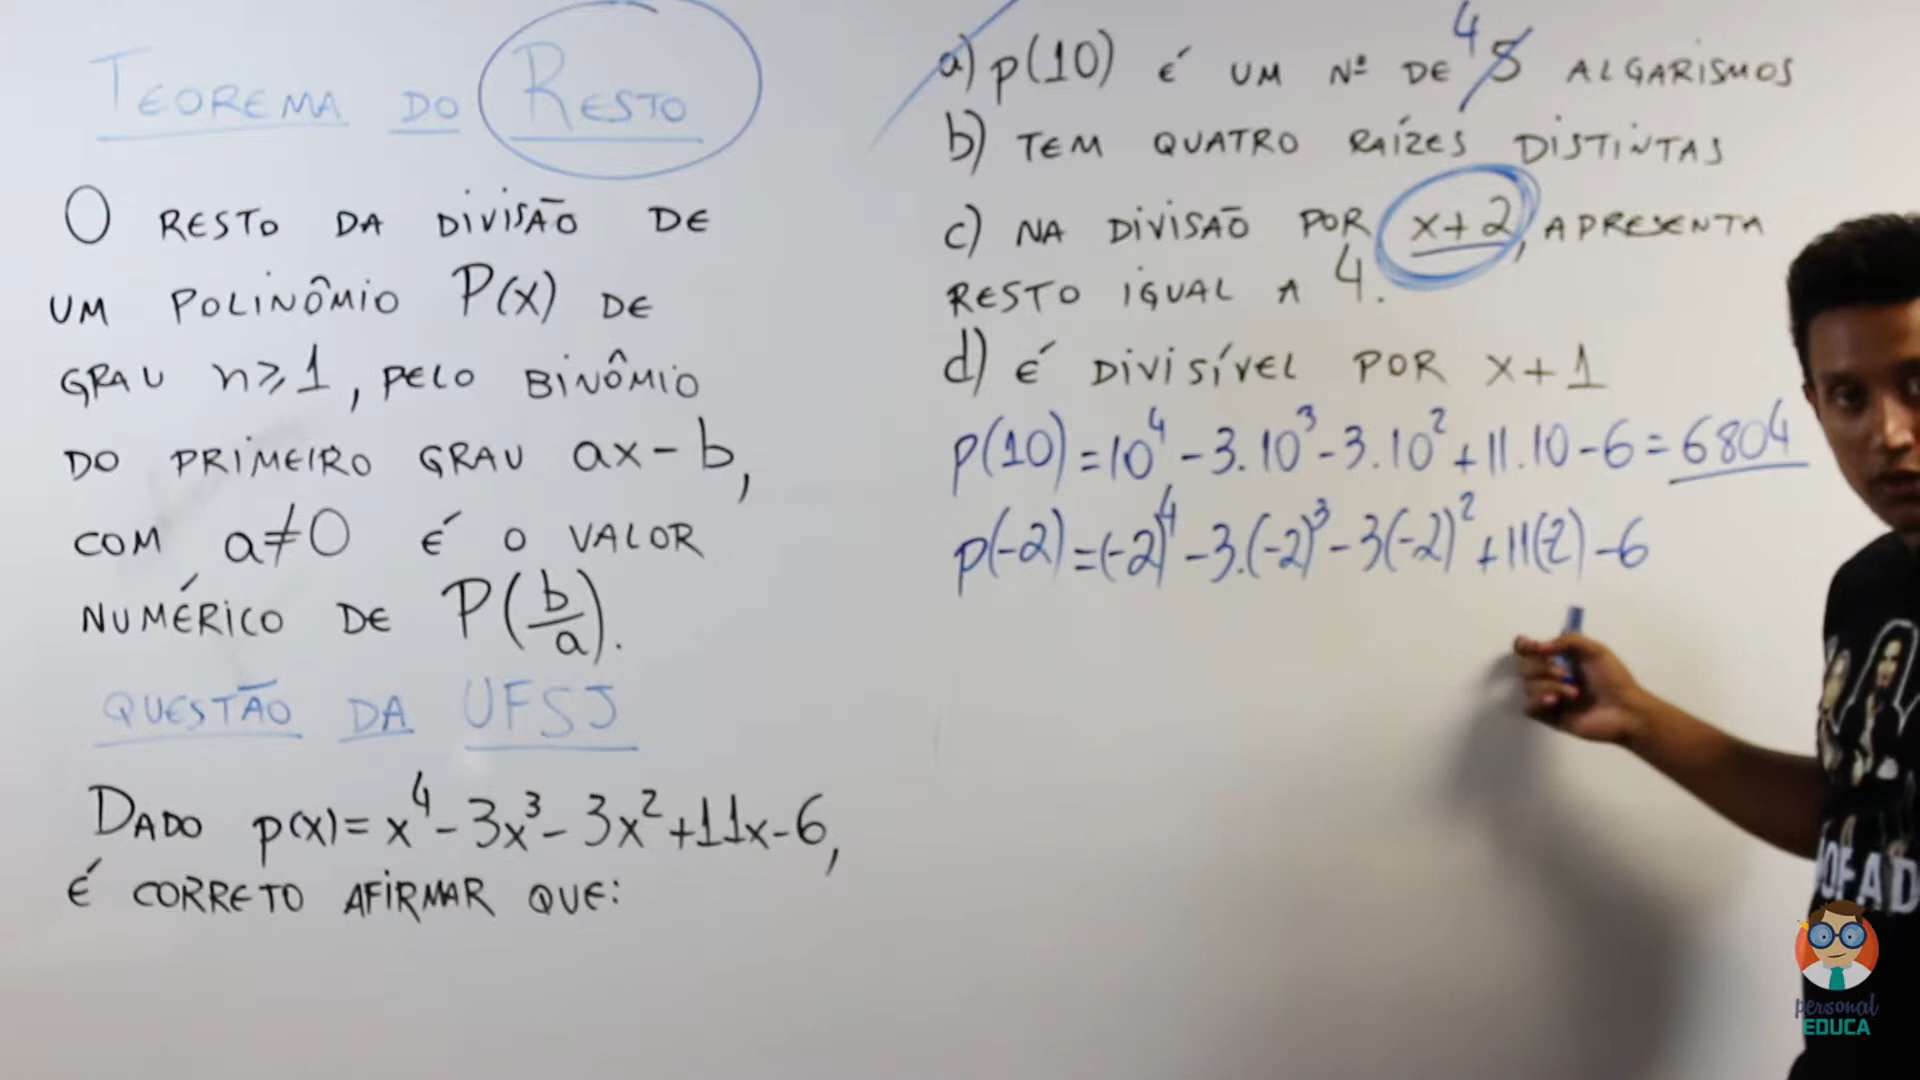 TEOREMA DO RESTO
O RESTO DA DIVISÃO DE
UM POLINÔMIO P(x) DE
GRAU n⩾1, PELO BINÔMIO
DO PRIMEIRO GRAU ax-b,
COM a≠0 É O VALOR
NUMÉRICO DE P(b/a).
QUESTÃO DA UFSJ
DADO p(x)=x⁴-3x³-3x²+11x-6,
É CORRETO AFIRMAR QUE:
a) p(10) É UM Nº DE 4 5 ALGARISMOS
b) TEM QUATRO RAÍZES DISTINTAS
c) NA DIVISÃO POR x+2, APRESENTA
RESTO IGUAL A 4.
d) É DIVISÍVEL POR x+1
p(10)=10⁴-3.10³-3.10²+11.10-6=6804
p(-2)=(-2)⁴-3.(-2)³-3(-2)²+11(-2)-6
OFAD
personal
EDUCA